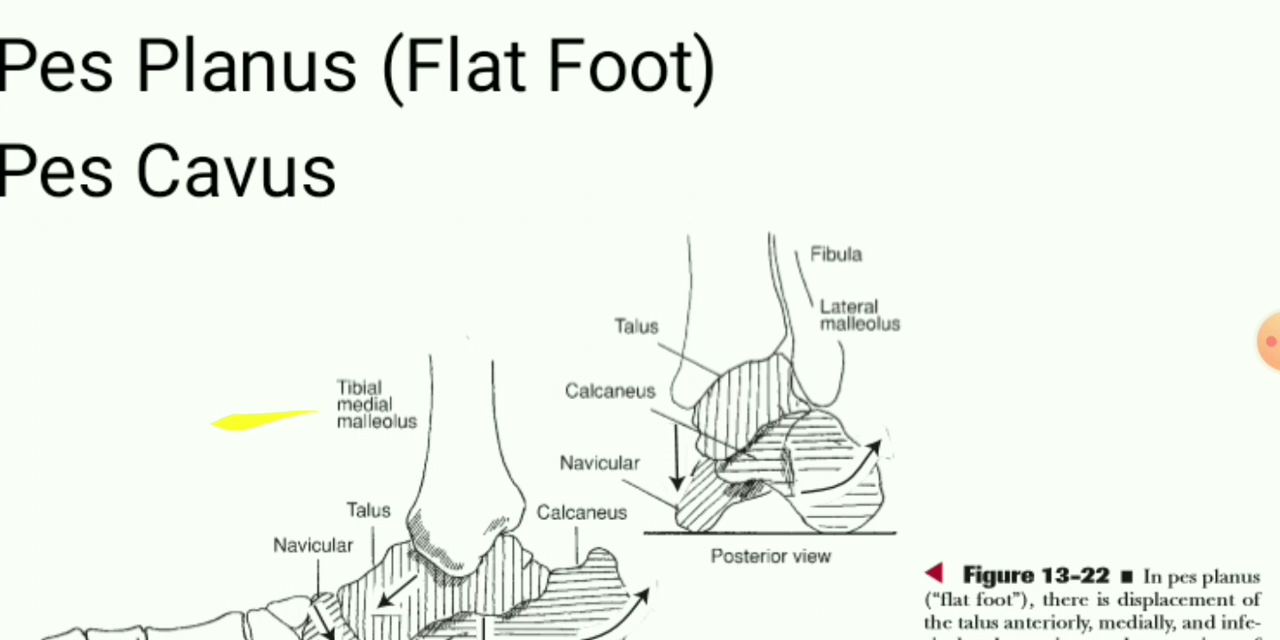 Pes Planus (Flat Foot)
Pes Cavus
Fibula
Lateral
malleolus
Talus
Calcaneus
Navicular
Posterior view
Tibial
medial
malleolus
Talus
Calcaneus
Navicular
◀ Figure 13-22 ■ In pes planus
("flat foot"), there is displacement of
the talus anteriorly, medially, and infe-